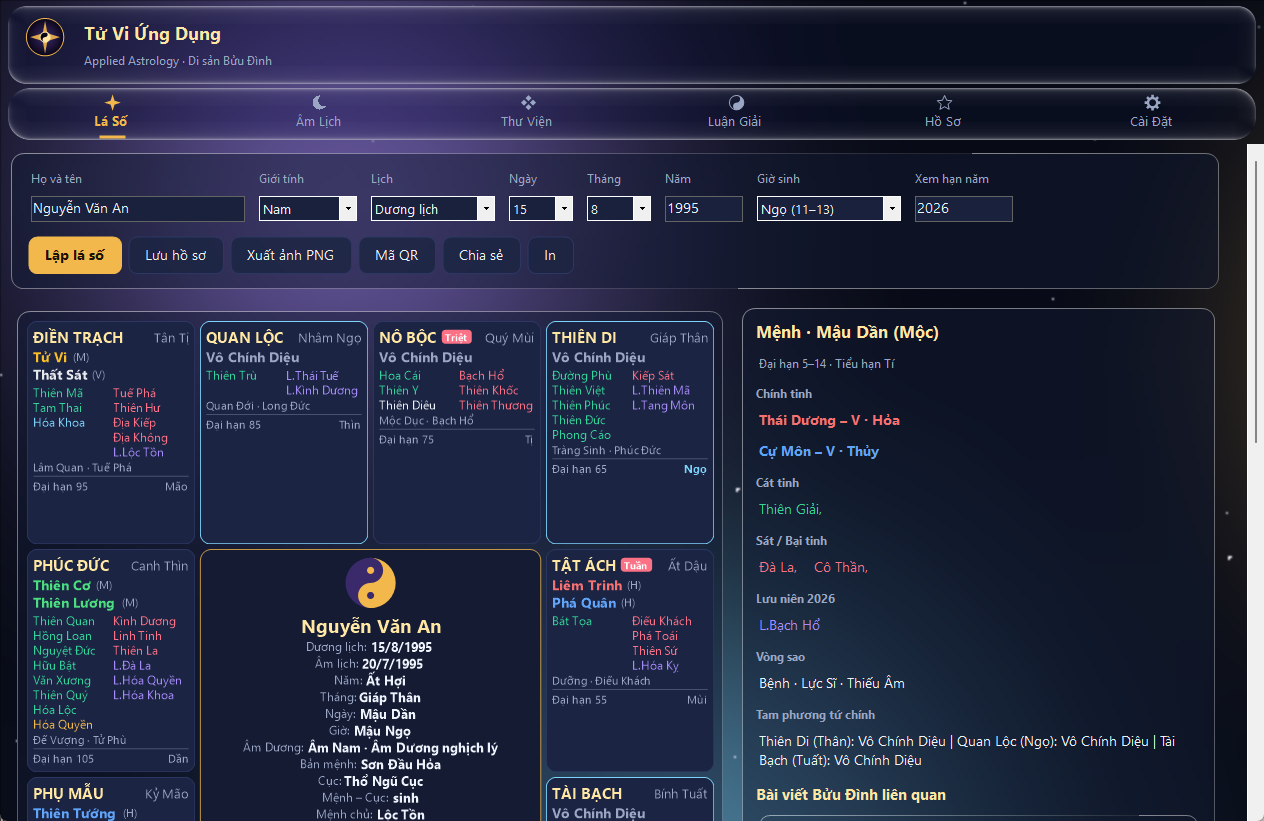 Tử Vi Ứng Dụng
Applied Astrology · Di sản Bửu Đình
Lá Số
Âm Lịch
Thư Viện
Luận Giải
Hồ Sơ
Cài Đặt
Họ và tên
Giới tính
Lịch
Ngày
Tháng
Năm
Giờ sinh
Xem hạn năm
Nguyễn Văn An
Nam
Dương lịch
15
8
1995
Ngọ (11–13)
2026
Lập lá số
Lưu hồ sơ
Xuất ảnh PNG
Mã QR
Chia sẻ
In
ĐIỀN TRẠCH Tân Tị
Tử Vi (M)
Thất Sát (V)
Thiên Mã Tuế Phá
Tam Thai Thiên Hư
Hóa Khoa Địa Kiếp
Địa Không
L.Lộc Tồn
Lâm Quan · Tuế Phá
Đại hạn 95 Mão
QUAN LỘC Nhâm Ngọ
Vô Chính Diệu
Thiên Trù L.Thái Tuế
L.Kình Dương
Quan Đới · Long Đức
Đại hạn 85 Thìn
NÔ BỘC Triệt Quý Mùi
Vô Chính Diệu
Hoa Cái Bạch Hổ
Thiên Y Thiên Khốc
Thiên Diêu Thiên Thương
Mộc Dục · Bạch Hổ
Đại hạn 75 Tị
THIÊN DI Giáp Thân
Vô Chính Diệu
Đường Phù Kiếp Sát
Thiên Việt L.Thiên Mã
Thiên Phúc L.Tang Môn
Thiên Đức
Phong Cáo
Tràng Sinh · Phúc Đức
Đại hạn 65 Ngọ
PHÚC ĐỨC Canh Thìn
Thiên Cơ (M)
Thiên Lương (M)
Thiên Quan Kình Dương
Hồng Loan Linh Tinh
Nguyệt Đức Thiên La
Hữu Bật L.Đà La
Văn Xương L.Hóa Quyền
Thiên Quý L.Hóa Khoa
Hóa Lộc
Hóa Quyền
Đế Vượng · Tử Phù
Đại hạn 105 Dần
Nguyễn Văn An
Dương lịch: 15/8/1995
Âm lịch: 20/7/1995
Năm: Ất Hợi
Tháng: Giáp Thân
Ngày: Mậu Dần
Giờ: Mậu Ngọ
Âm Dương: Âm Nam · Âm Dương nghịch lý
Bản mệnh: Sơn Đầu Hỏa
Cục: Thổ Ngũ Cục
Mệnh – Cục: sinh
Mệnh chủ: Lộc Tồn
TẬT ÁCH Tuần Ất Dậu
Liêm Trinh (H)
Phá Quân (H)
Bát Tọa Điếu Khách
Phá Toái
Thiên Sứ
L.Hóa Kỵ
Dưỡng · Điếu Khách
Đại hạn 55 Mùi
PHỤ MẪU Kỷ Mão
Thiên Tướng (H)
TÀI BẠCH Bính Tuất
Vô Chính Diệu
Mệnh · Mậu Dần (Mộc)
Đại hạn 5–14 · Tiểu hạn Tí
Chính tinh
Thái Dương – V · Hỏa
Cự Môn – V · Thủy
Cát tinh
Thiên Giải,
Sát / Bại tinh
Đà La, Cô Thần,
Lưu niên 2026
L.Bạch Hổ
Vòng sao
Bệnh · Lực Sĩ · Thiếu Âm
Tam phương tứ chính
Thiên Di (Thân): Vô Chính Diệu | Quan Lộc (Ngọ): Vô Chính Diệu | Tài
Bạch (Tuất): Vô Chính Diệu
Bài viết Bửu Đình liên quan